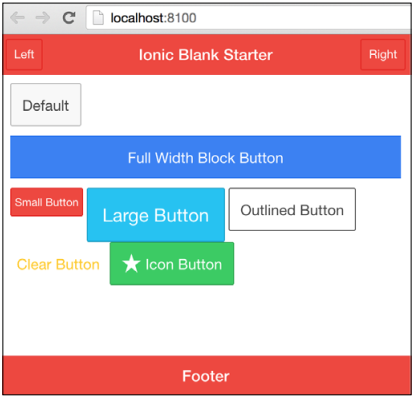 localhost:8100
Left Ionic Blank Starter Right
Default
Full Width Block Button
Small Button Large Button Outlined Button
Clear Button Icon Button
Footer